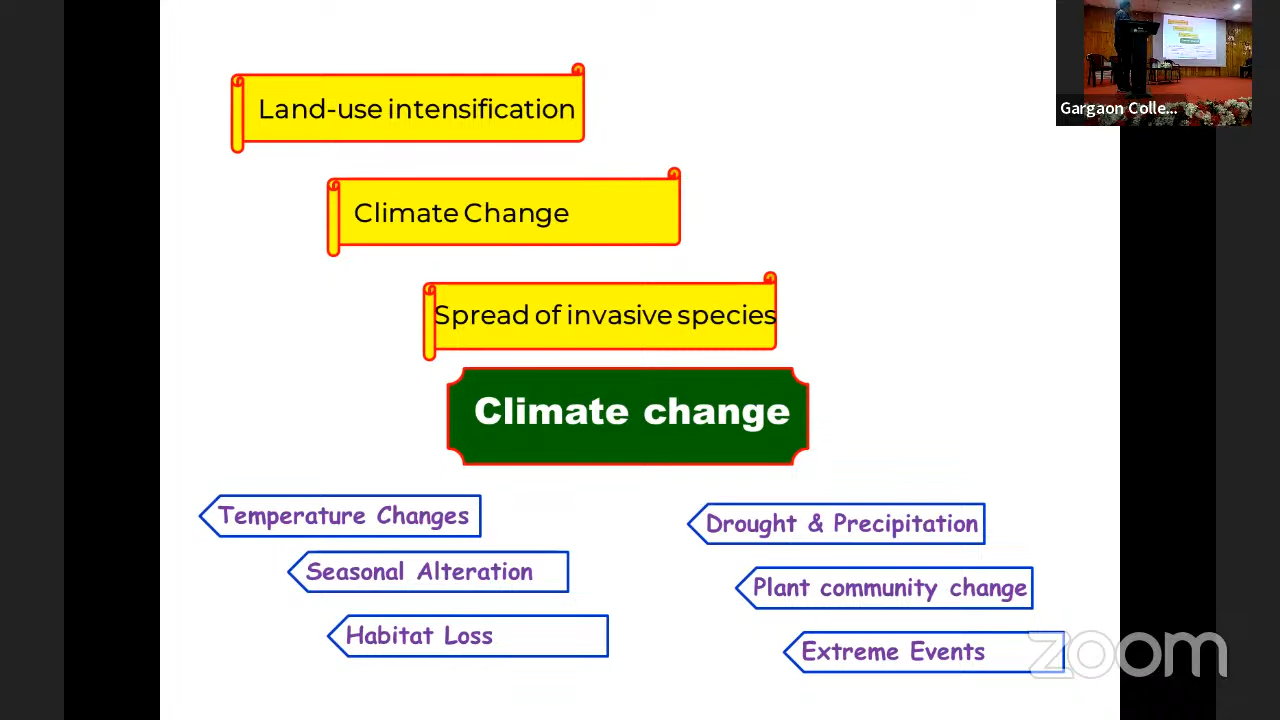 Land-use intensification
Climate Change
Spread of invasive species
Climate change
Temperature Changes
Seasonal Alteration
Habitat Loss
Drought & Precipitation
Plant community change
Extreme Events
Gargaon Colle...
zoom